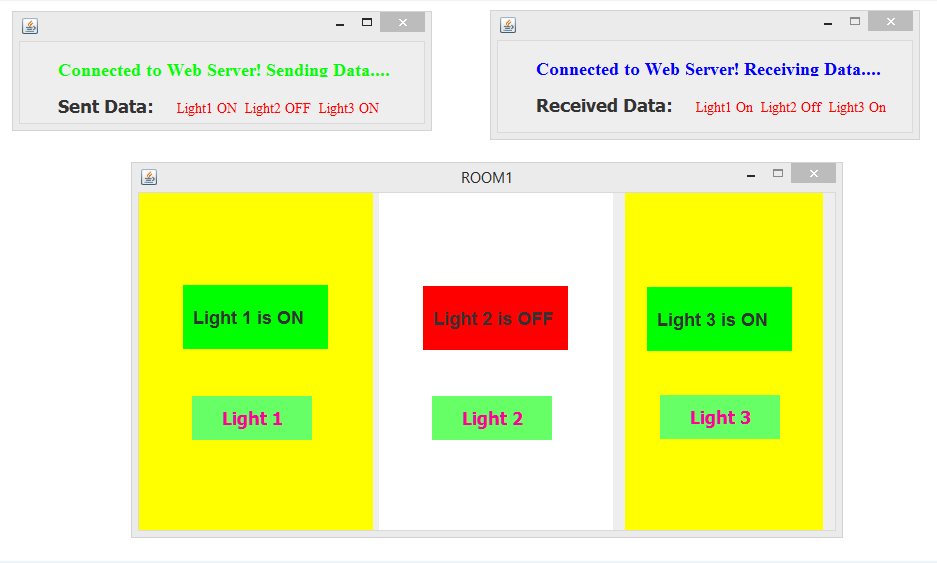 Connected to Web Server! Sending Data....
Sent Data: Light1 ON Light2 OFF Light3 ON
Connected to Web Server! Receiving Data....
Received Data: Light1 On Light2 Off Light3 On
ROOM1
Light 1 is ON
Light 2 is OFF
Light 3 is ON
Light 1
Light 2
Light 3